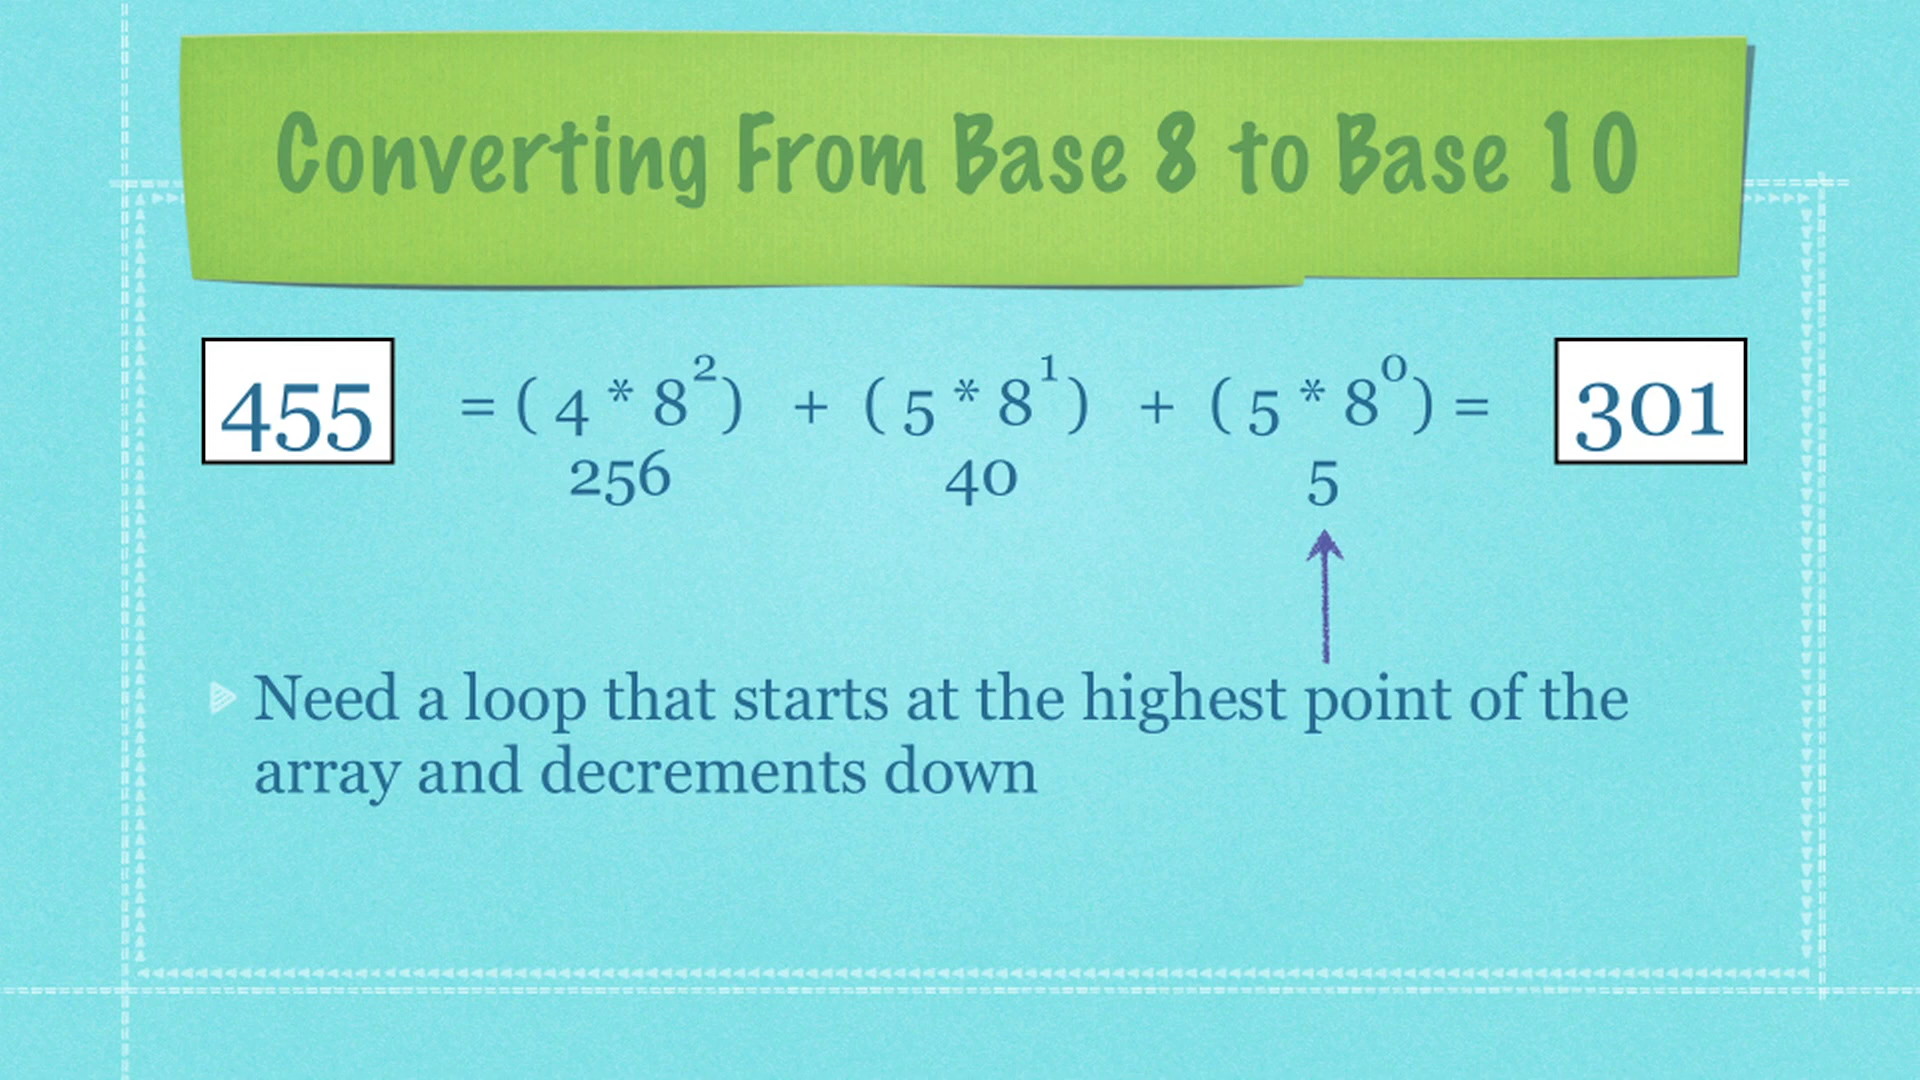 Converting From Base 8 to Base 10
455 = ( 4 * 8² ) + ( 5 * 8¹ ) + ( 5 * 8⁰ ) = 301
256 40 5
Need a loop that starts at the highest point of the
array and decrements down